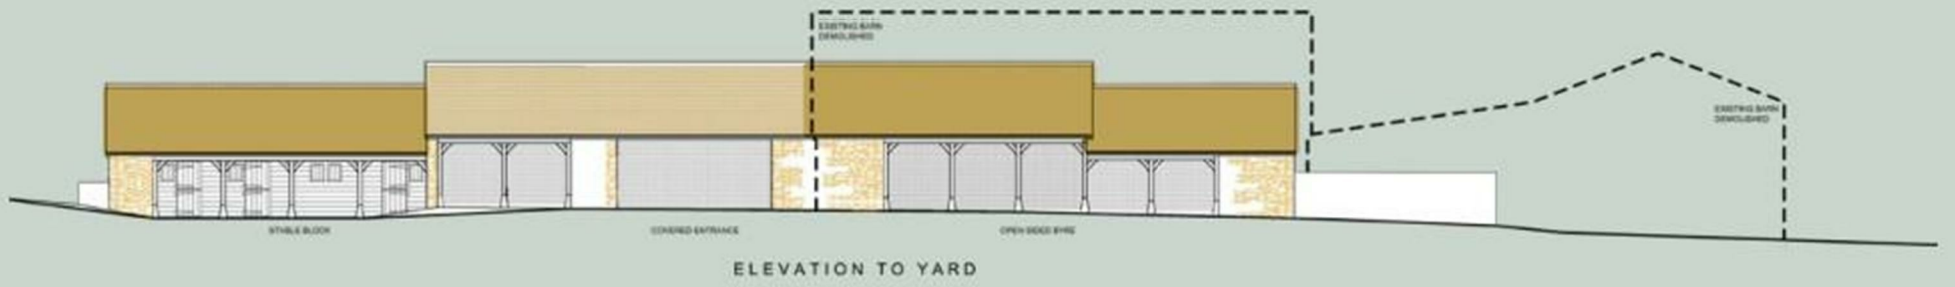 EXISTING BARN
DEMOLISHED
EXISTING BARN
DEMOLISHED
STABLE BLOCK
COVERED ENTRANCE
OPEN SIDED BYRE
ELEVATION TO YARD